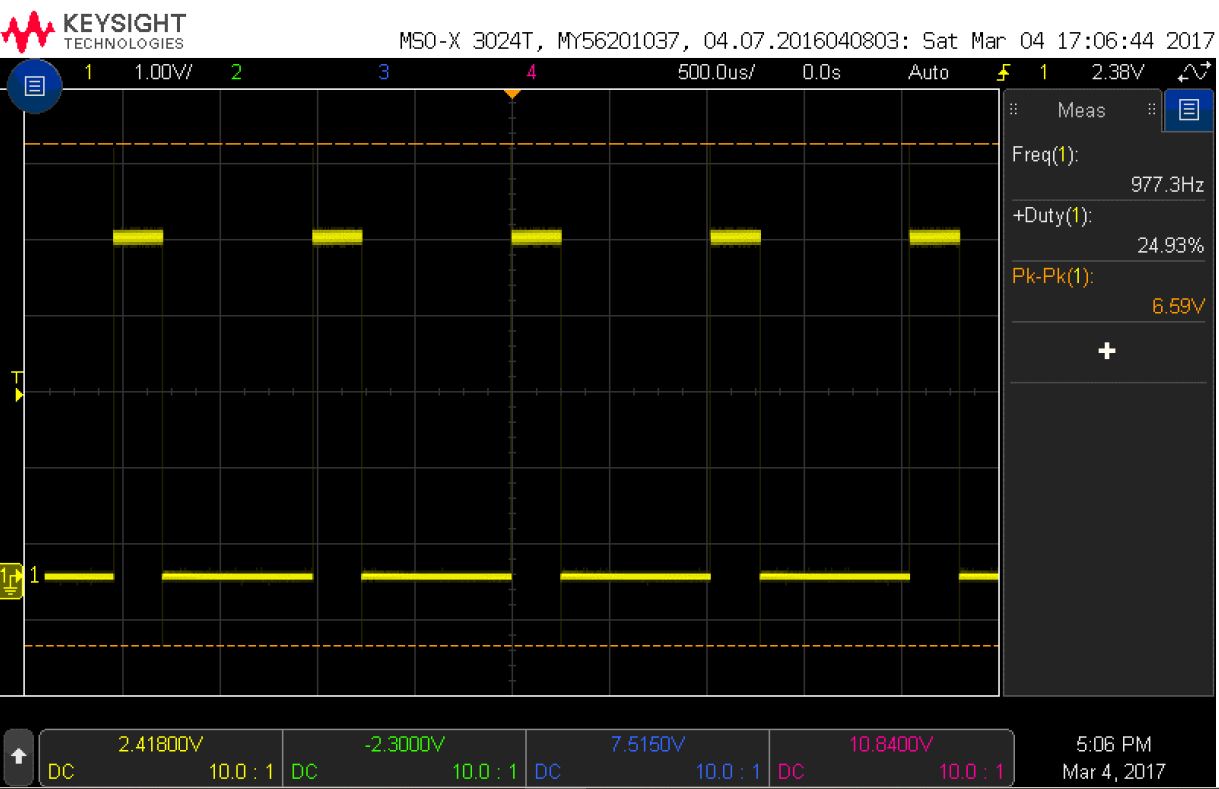 KEYSIGHT
TECHNOLOGIES
MSO-X 3024T, MY56201037, 04.07.2016040803: Sat Mar 04 17:06:44 2017
1 1.00V/ 2 3 4 500.0us/ 0.0s Auto 1 2.38V
Meas
Freq(1):
977.3Hz
+Duty(1):
24.93%
Pk-Pk(1):
6.59V
+
T
1
2.41800V -2.3000V 7.5150V 10.8400V 5:06 PM
DC 10.0 : 1 DC 10.0 : 1 DC 10.0 : 1 DC 10.0 : 1 Mar 4, 2017